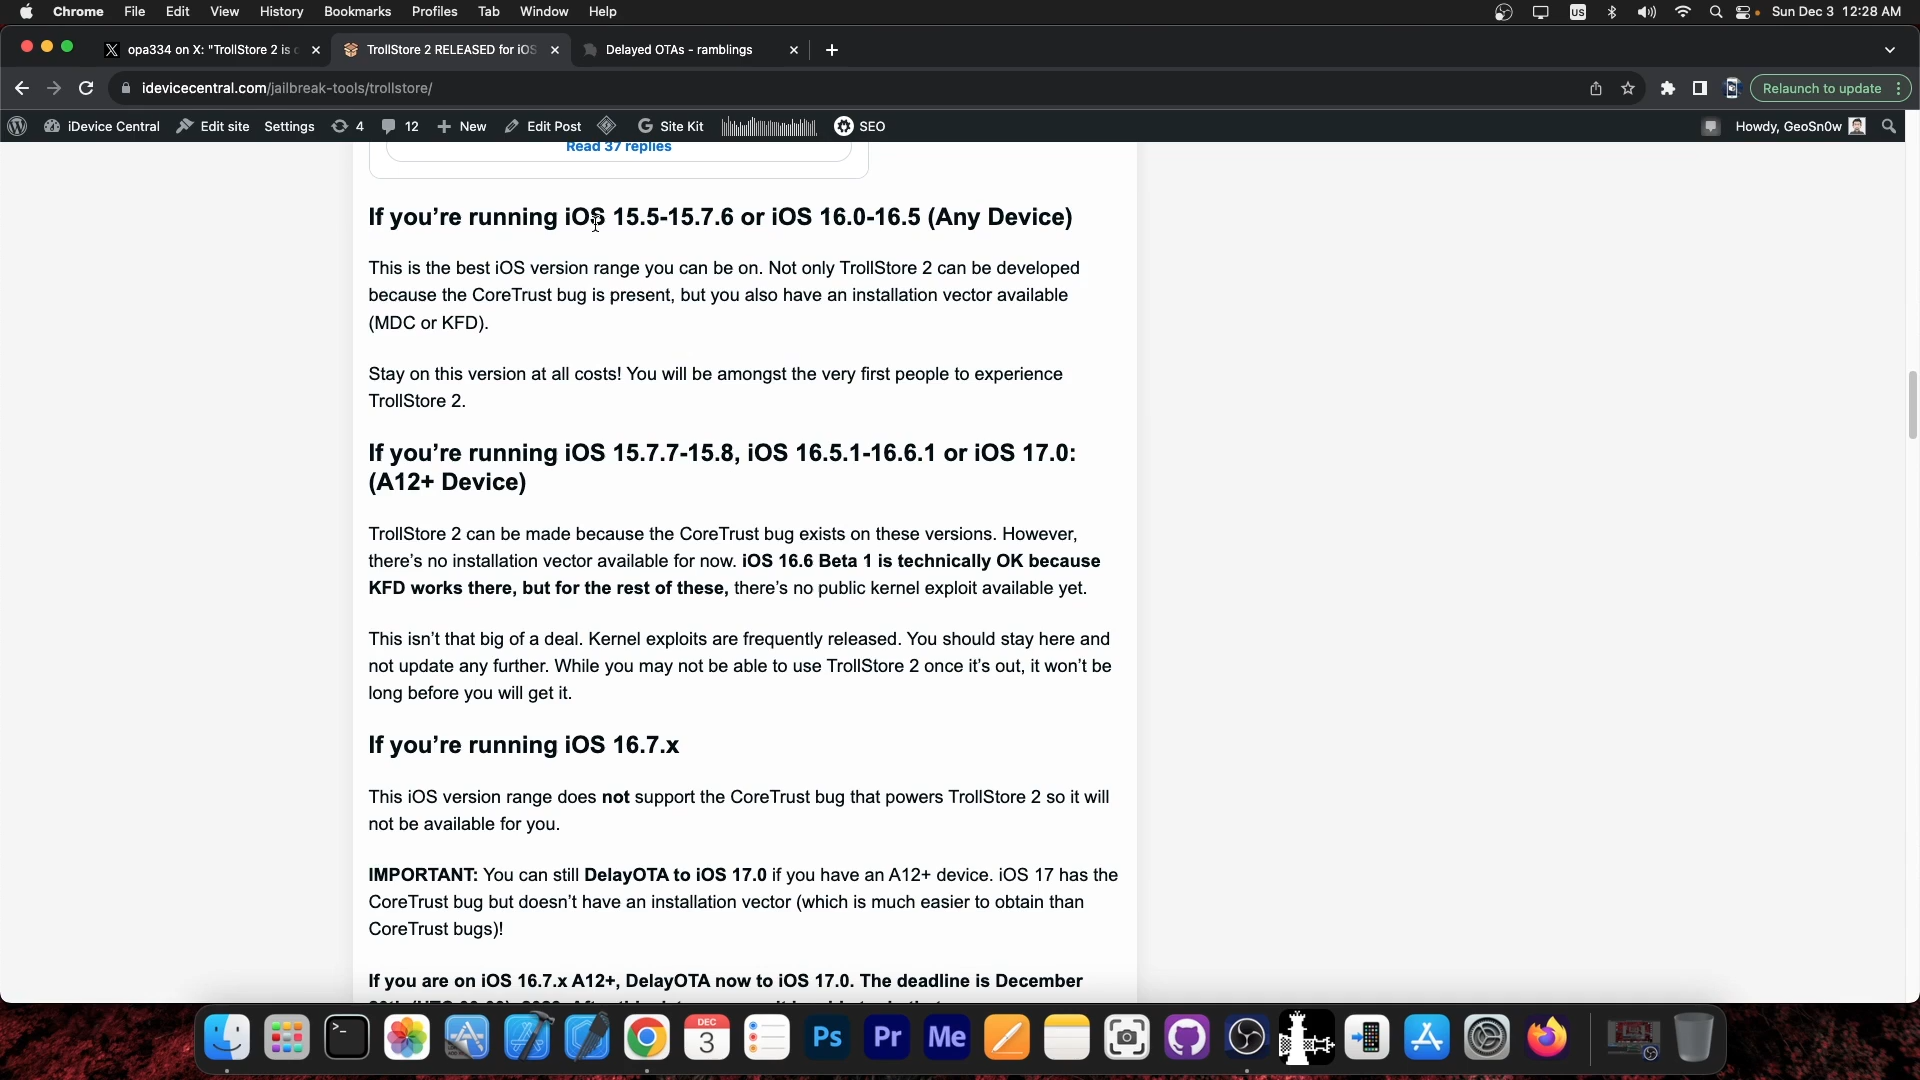 Chrome File Edit View History Bookmarks Profiles Tab Window Help US Sun Dec 3 12:28 AM
opa334 on X: "TrollStore 2 is TrollStore 2 RELEASED for iOS Delayed OTAs - ramblings
idevicecentral.com/jailbreak-tools/trollstore/ Relaunch to update
iDevice Central Edit site Settings 4 12 New Edit Post Site Kit SEO Howdy, GeoSn0w
Read 37 replies
If you’re running iOS 15.5-15.7.6 or iOS 16.0-16.5 (Any Device)
This is the best iOS version range you can be on. Not only TrollStore 2 can be developed
because the CoreTrust bug is present, but you also have an installation vector available
(MDC or KFD).
Stay on this version at all costs! You will be amongst the very first people to experience
TrollStore 2.
If you’re running iOS 15.7.7-15.8, iOS 16.5.1-16.6.1 or iOS 17.0:
(A12+ Device)
TrollStore 2 can be made because the CoreTrust bug exists on these versions. However,
there’s no installation vector available for now. iOS 16.6 Beta 1 is technically OK because
KFD works there, but for the rest of these, there’s no public kernel exploit available yet.
This isn’t that big of a deal. Kernel exploits are frequently released. You should stay here and
not update any further. While you may not be able to use TrollStore 2 once it’s out, it won’t be
long before you will get it.
If you’re running iOS 16.7.x
This iOS version range does not support the CoreTrust bug that powers TrollStore 2 so it will
not be available for you.
IMPORTANT: You can still DelayOTA to iOS 17.0 if you have an A12+ device. iOS 17 has the
CoreTrust bug but doesn’t have an installation vector (which is much easier to obtain than
CoreTrust bugs)!
If you are on iOS 16.7.x A12+, DelayOTA now to iOS 17.0. The deadline is December
DEC
3
Ps Pr Me